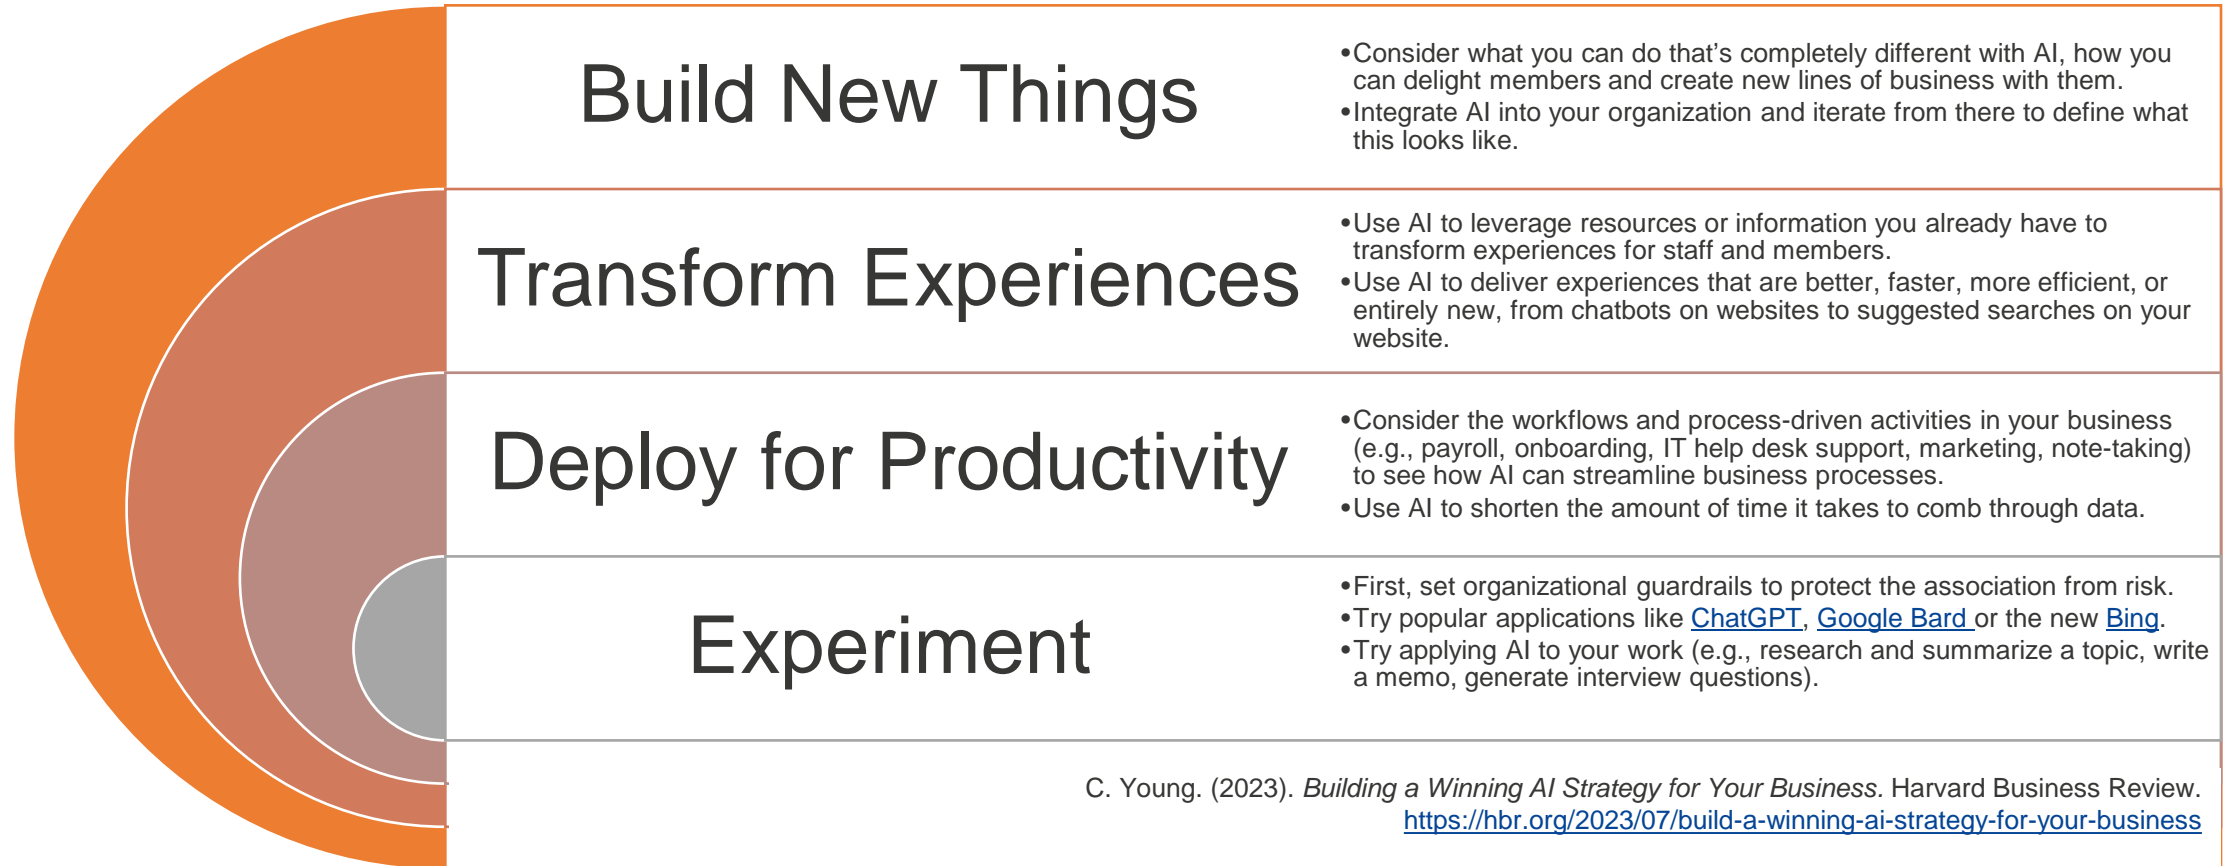 Build New Things
•Consider what you can do that’s completely different with AI, how you
can delight members and create new lines of business with them.
•Integrate AI into your organization and iterate from there to define what
this looks like.
Transform Experiences
•Use AI to leverage resources or information you already have to
transform experiences for staff and members.
•Use AI to deliver experiences that are better, faster, more efficient, or
entirely new, from chatbots on websites to suggested searches on your
website.
Deploy for Productivity
•Consider the workflows and process-driven activities in your business
(e.g., payroll, onboarding, IT help desk support, marketing, note-taking)
to see how AI can streamline business processes.
•Use AI to shorten the amount of time it takes to comb through data.
Experiment
•First, set organizational guardrails to protect the association from risk.
•Try popular applications like ChatGPT, Google Bard or the new Bing.
•Try applying AI to your work (e.g., research and summarize a topic, write
a memo, generate interview questions).
C. Young. (2023). Building a Winning AI Strategy for Your Business. Harvard Business Review.
https://hbr.org/2023/07/build-a-winning-ai-strategy-for-your-business